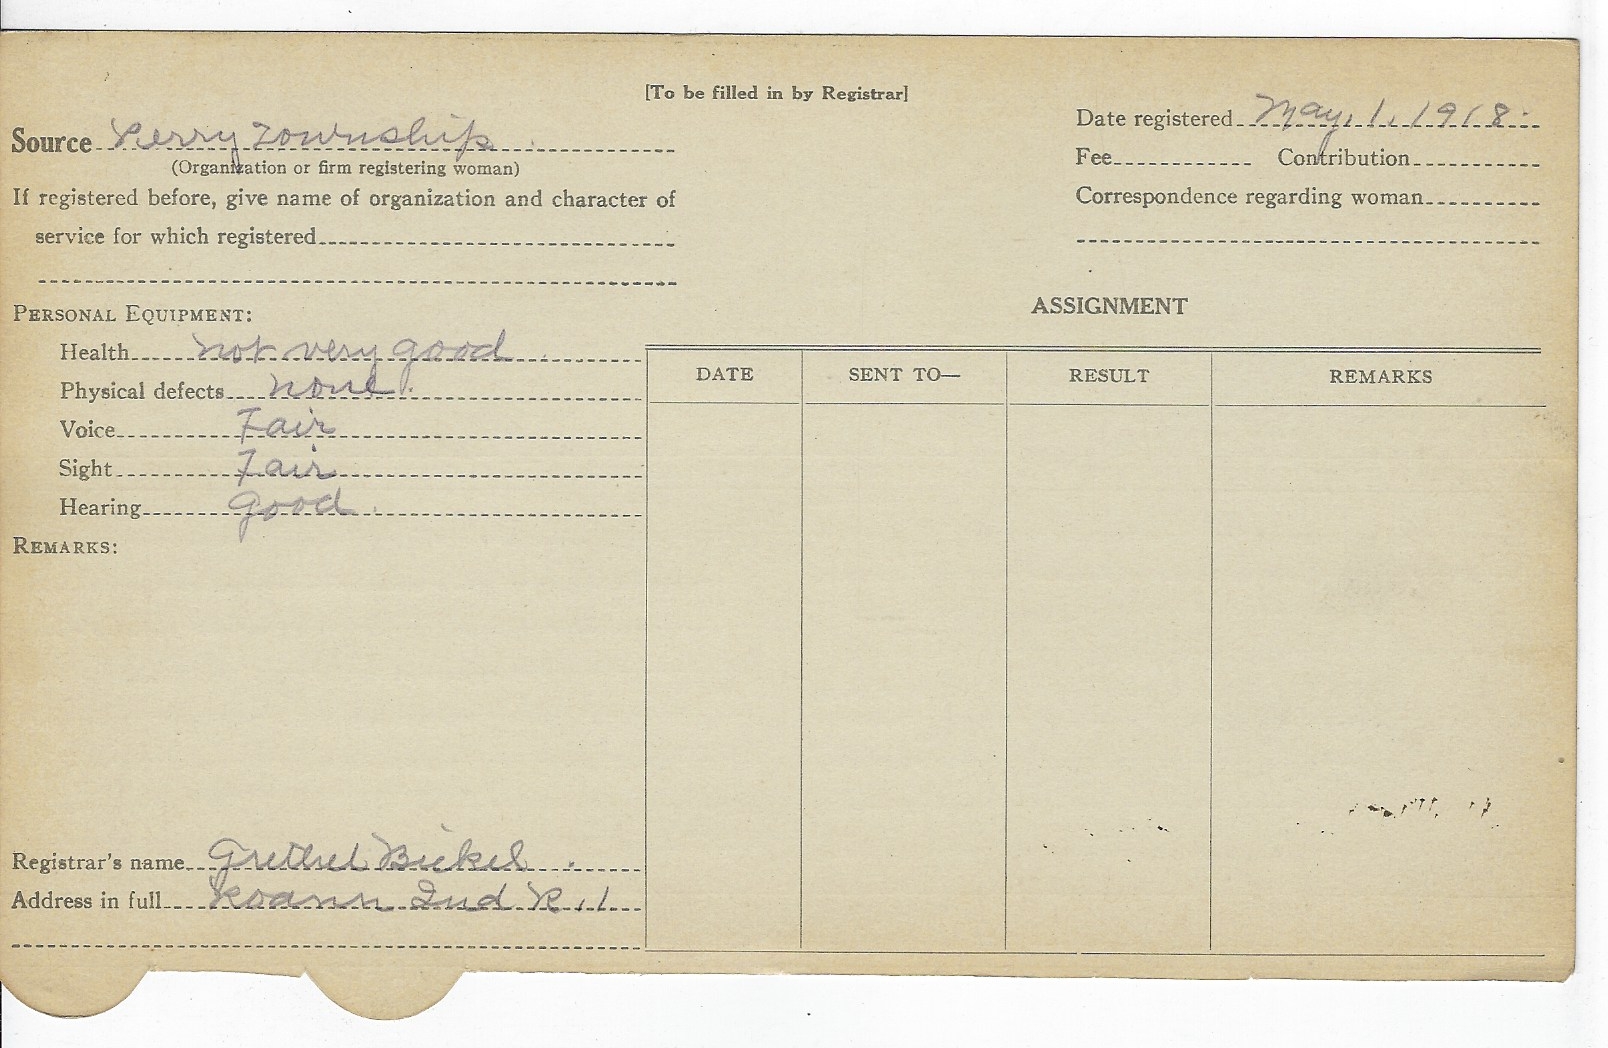 [To be filled in by Registrar]
Source Perry Township
(Organization or firm registering woman)
If registered before, give name of organization and character of
service for which registered
Date registered May, 1, 1918
Fee Contribution
Correspondence regarding woman
PERSONAL EQUIPMENT:
Health not very good
Physical defects none.
Voice Fair
Sight Fair
Hearing good
REMARKS:
Registrar's name Grethel Bickel
Address in full Roann Ind R. 1
ASSIGNMENT
DATE SENT TO— RESULT REMARKS